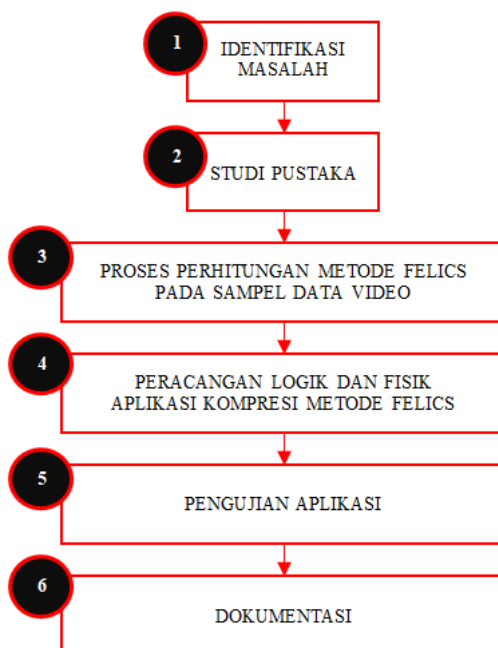 1
IDENTIFIKASI
MASALAH
2
STUDI PUSTAKA
3
PROSES PERHITUNGAN METODE FELICS
PADA SAMPEL DATA VIDEO
4
PERACANGAN LOGIK DAN FISIK
APLIKASI KOMPRESI METODE FELICS
5
PENGUJIAN APLIKASI
6
DOKUMENTASI